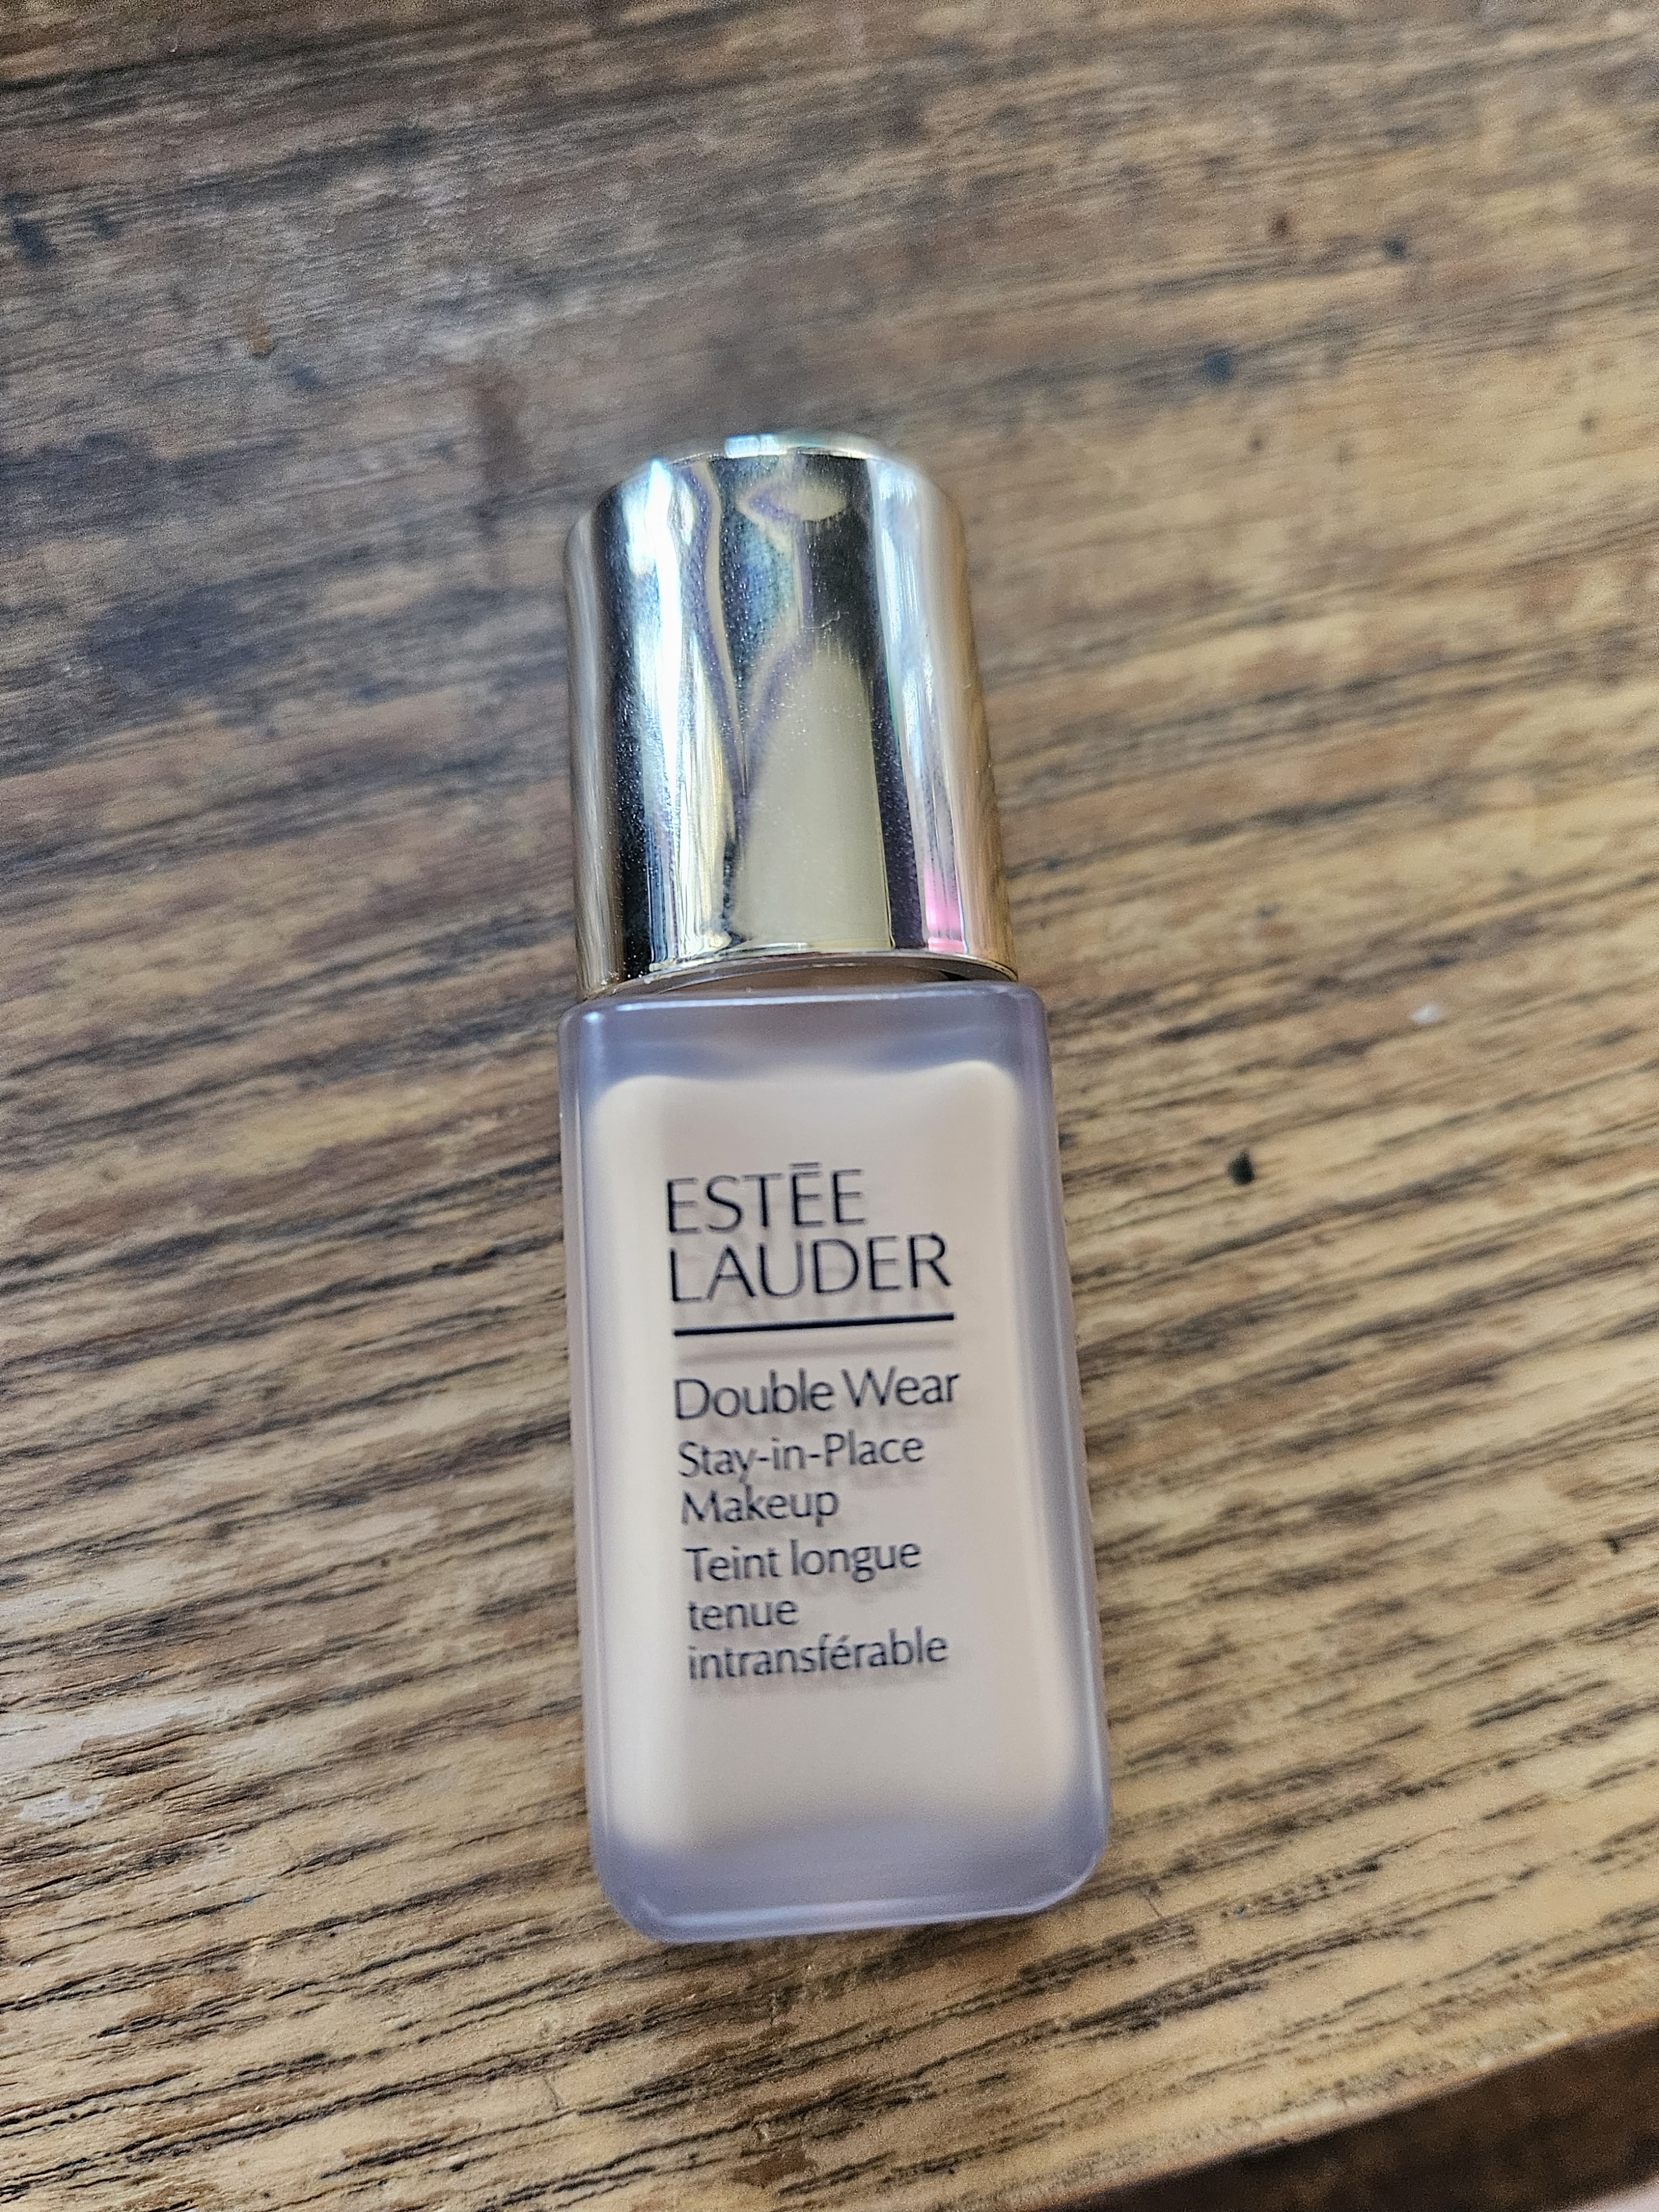 ESTĒE
LAUDER
Double Wear
Stay-in-Place
Makeup
Teint longue
tenue
intransférable